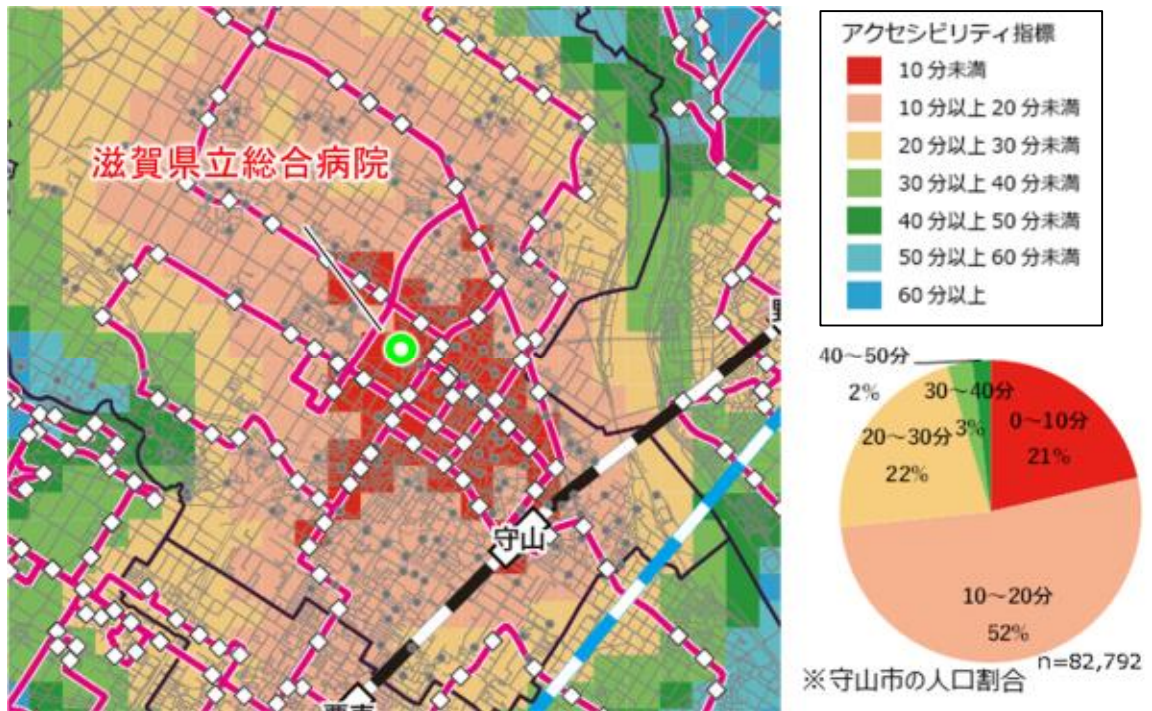 滋賀県立総合病院
守山
アクセシビリティ指標
10分未満
10分以上20分未満
20分以上30分未満
30分以上40分未満
40分以上50分未満
50分以上60分未満
60分以上
40～50分
2%
30～40分
3%
0～10分
21%
20～30分
22%
10～20分
52%
n=82,792
※守山市の人口割合